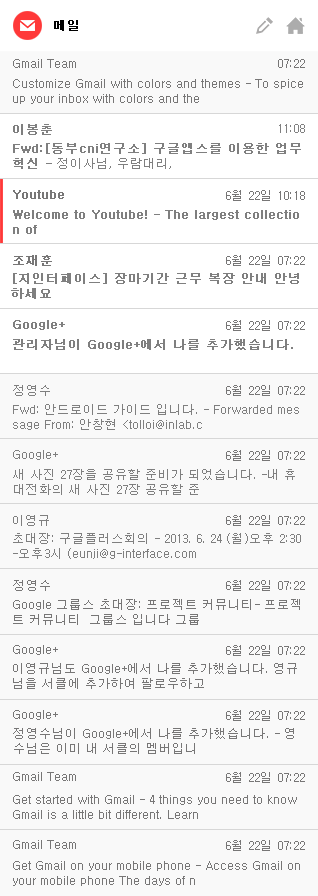 메일
Gmail Team 07:22
Customize Gmail with colors and themes - To spice
up your inbox with colors and the
이봉춘 11:08
Fwd:[동부cni연구소] 구글앱스를 이용한 업무
혁신 - 정이사님, 우람대리,
Youtube 6월 22일 10:18
Welcome to Youtube! - The largest collectio
n of
조재훈 6월 22일 07:22
[지인터페이스] 장마기간 근무 복장 안내 안녕
하세요
Google+ 6월 22일 07:22
관리자님이 Google+에서 나를 추가했습니다.
정영수 6월 22일 07:22
Fwd: 안드로이드 가이드 입니다. - Forwarded mes
sage From: 안창현 <tolloi@inlab.c
Google+ 6월 22일 07:22
새 사진 27장을 공유할 준비가 되었습니다. -내 휴
대전화의 새 사진 27장 공유할 준
이영규 6월 22일 07:22
초대장: 구글플러스회의 - 2013. 6. 24 (월)오후 2:30
-오후3시 (eunji@g-interface.com
정영수 6월 22일 07:22
Google 그룹스 초대장: 프로젝트 커뮤니티- 프로젝
트 커뮤니티 그룹스 입니다 그룹
Google+ 6월 22일 07:22
이영규님도 Google+에서 나를 추가했습니다. 영규
님을 서클에 추가하여 팔로우하고
Google+ 6월 22일 07:22
정영수님이 Google+에서 나를 추가했습니다. - 영
수님은 이미 내 서클의 멤버입니
Gmail Team 6월 22일 07:22
Get started with Gmail - 4 things you need to know
Gmail is a little bit different. Learn
Gmail Team 6월 22일 07:22
Get Gmail on your mobile phone - Access Gmail on
your mobile phone The days of n